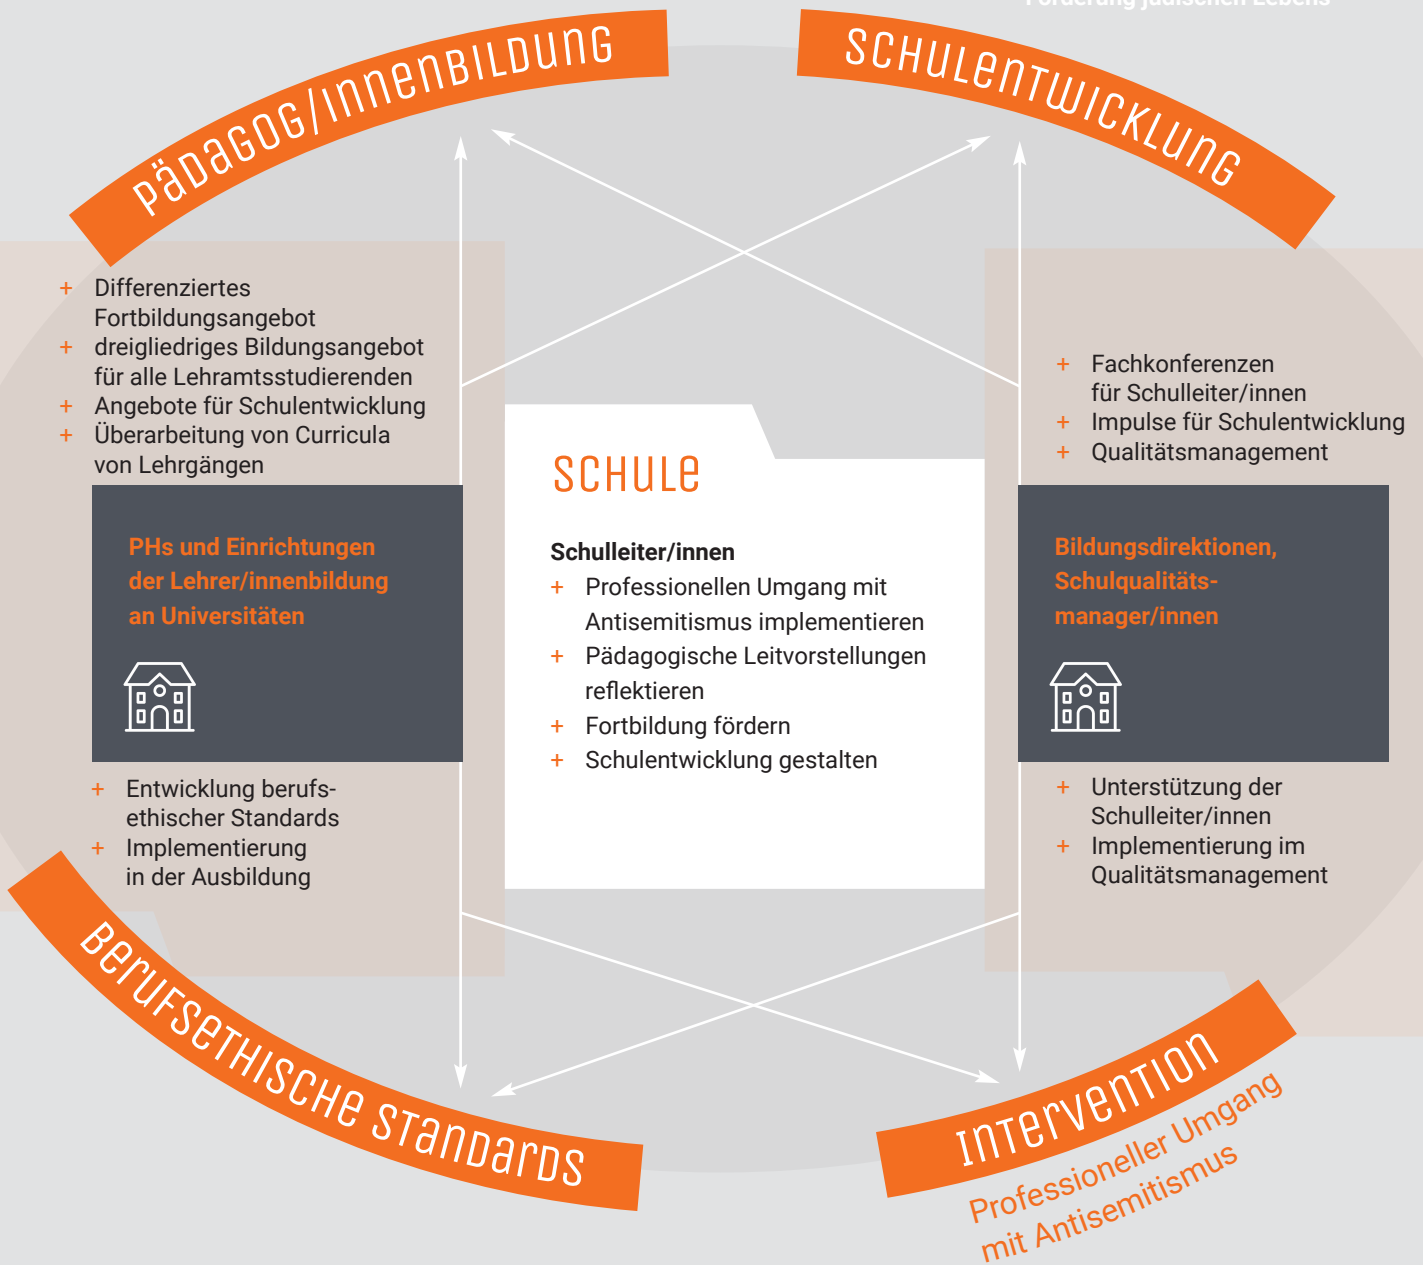 Förderung jüdischen Lebens
PÄDAGOG/INNENBILDUNG
SCHULENTWICKLUNG
+ Differenziertes
Fortbildungsangebot
+ dreigliedriges Bildungsangebot
für alle Lehramtsstudierenden
+ Angebote für Schulentwicklung
+ Überarbeitung von Curricula
von Lehrgängen
PHs und Einrichtungen
der Lehrer/innenbildung
an Universitäten
+ Entwicklung berufs-
ethischer Standards
+ Implementierung
in der Ausbildung
SCHULE
Schulleiter/innen
+ Professionellen Umgang mit
Antisemitismus implementieren
+ Pädagogische Leitvorstellungen
reflektieren
+ Fortbildung fördern
+ Schulentwicklung gestalten
+ Fachkonferenzen
für Schulleiter/innen
+ Impulse für Schulentwicklung
+ Qualitätsmanagement
Bildungsdirektionen,
Schulqualitäts-
manager/innen
+ Unterstützung der
Schulleiter/innen
+ Implementierung im
Qualitätsmanagement
BERUFSETHISCHE STANDARDS
INTERVENTION
Professioneller Umgang
mit Antisemitismus